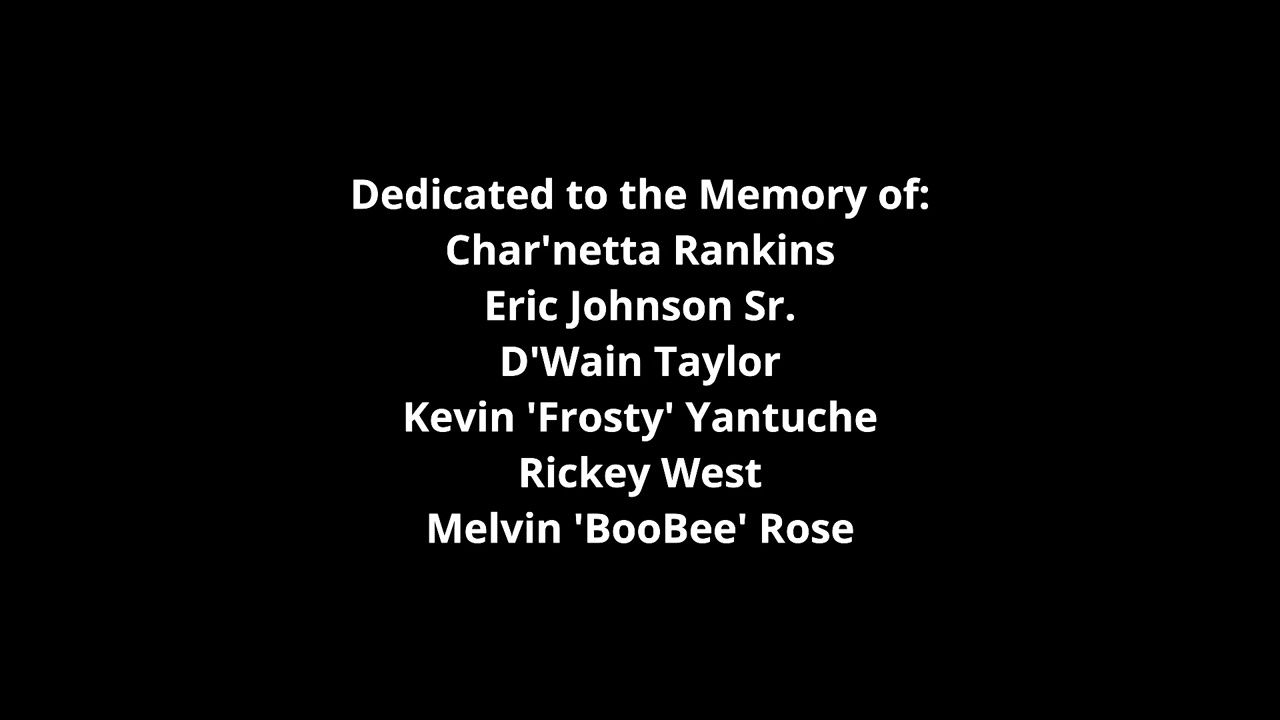 Dedicated to the Memory of:
Char'netta Rankins
Eric Johnson Sr.
D'Wain Taylor
Kevin 'Frosty' Yantuche
Rickey West
Melvin 'BooBee' Rose